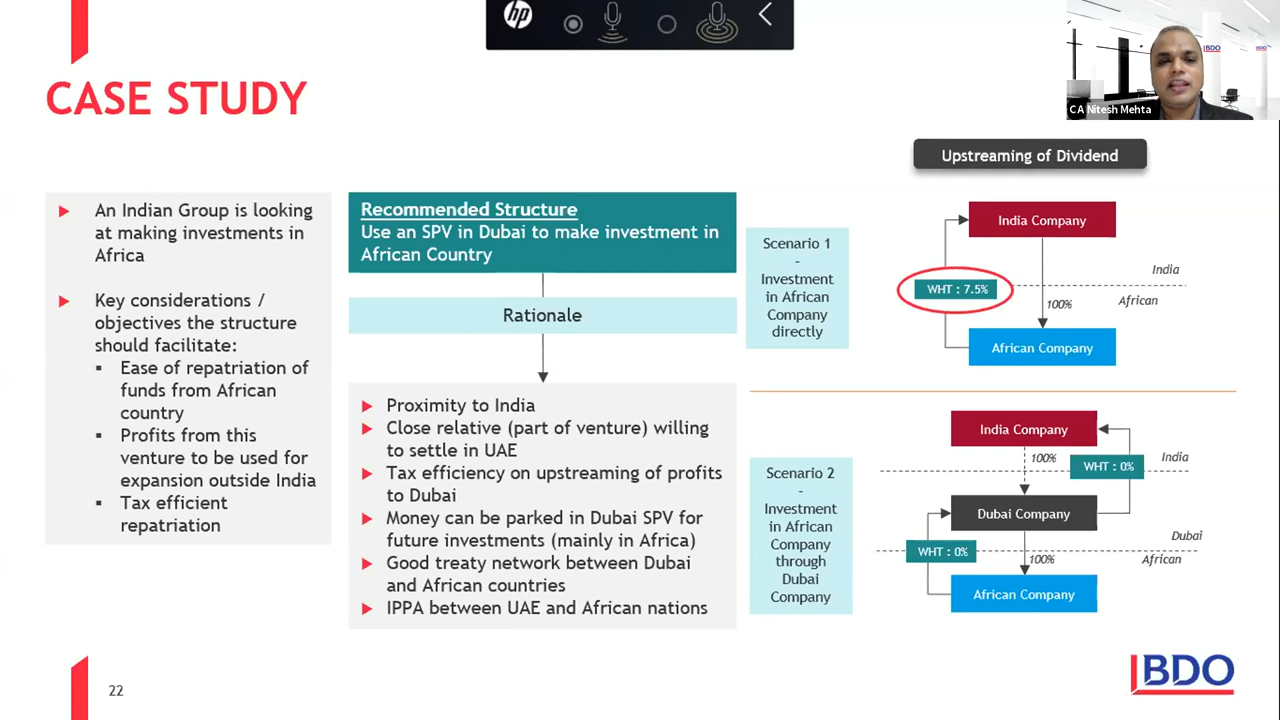 hp
CASE STUDY
BDO
CA Nitesh Mehta
Upstreaming of Dividend
An Indian Group is looking
at making investments in
Africa
Key considerations /
objectives the structure
should facilitate:
Ease of repatriation of
funds from African
country
Profits from this
venture to be used for
expansion outside India
Tax efficient
repatriation
Recommended Structure
Use an SPV in Dubai to make investment in
African Country
Rationale
Proximity to India
Close relative (part of venture) willing
to settle in UAE
Tax efficiency on upstreaming of profits
to Dubai
Money can be parked in Dubai SPV for
future investments (mainly in Africa)
Good treaty network between Dubai
and African countries
IPPA between UAE and African nations
Scenario 1
-
Investment
in African
Company
directly
India Company
India
WHT : 7.5%
100%
African
African Company
Scenario 2
-
Investment
in African
Company
through
Dubai
Company
India Company
100%
India
WHT : 0%
Dubai Company
Dubai
WHT : 0%
100%
African
African Company
22
BDO